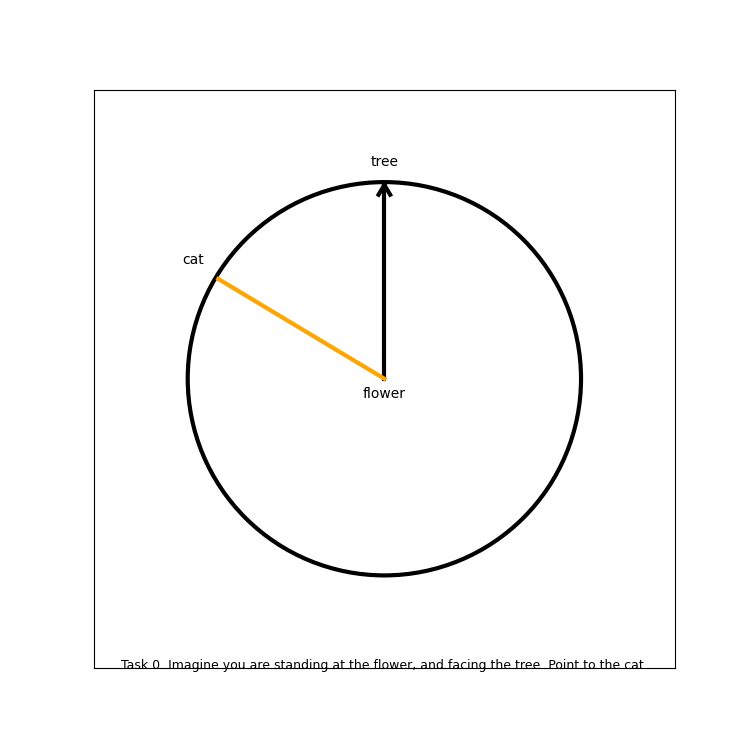 tree
cat
flower
Task 0. Imagine you are standing at the flower, and facing the tree. Point to the cat